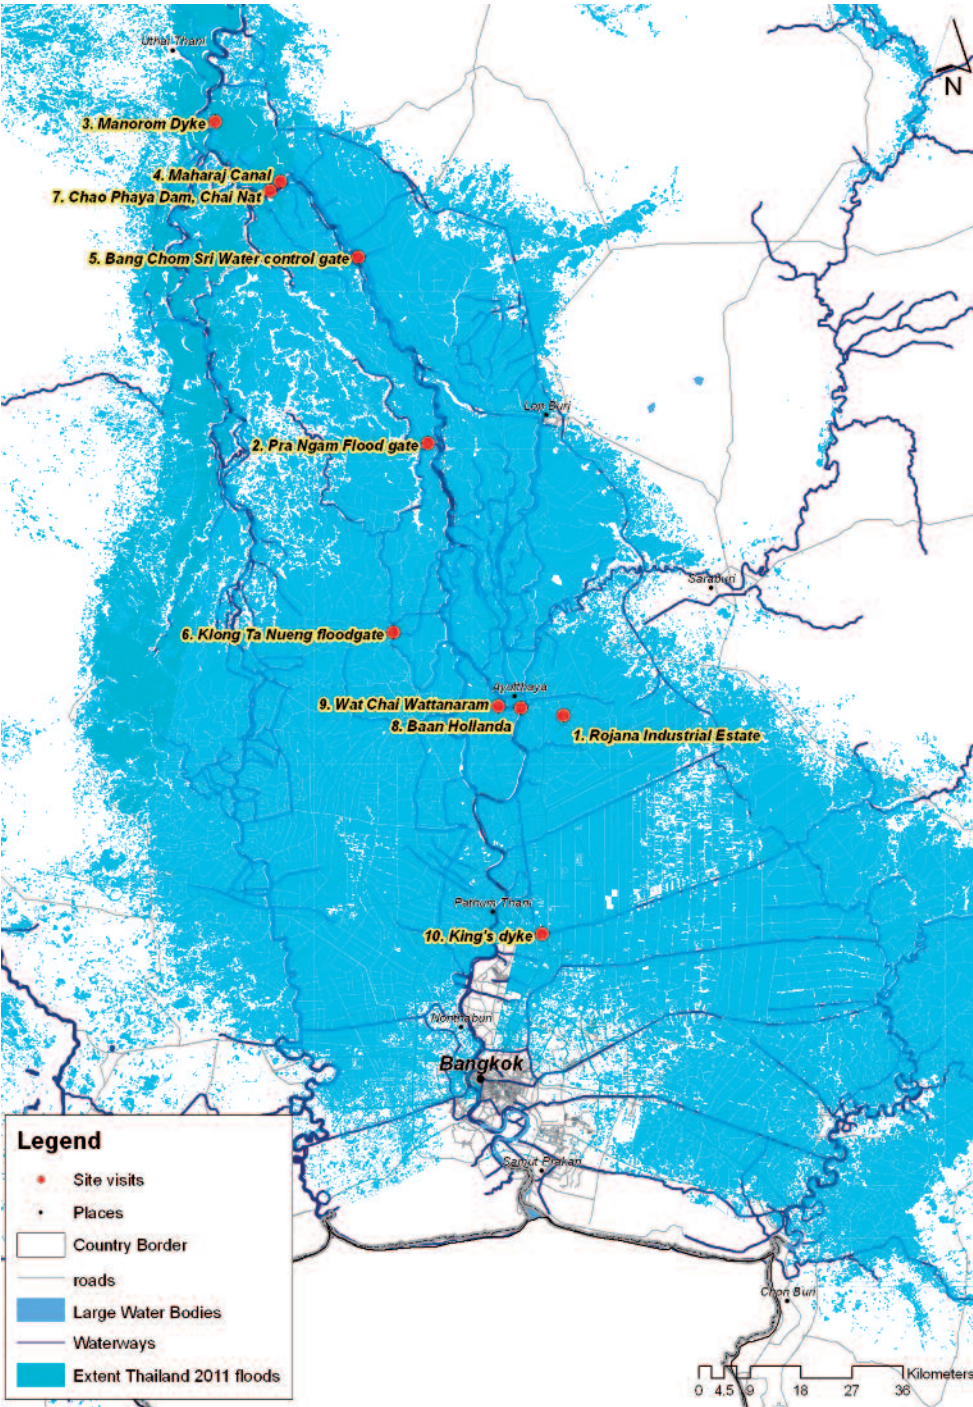 Uthai Thani
N
3. Manorom Dyke
4. Maharaj Canal
7. Chao Phaya Dam, Chai Nat
5. Bang Chom Sri Water control gate
Lop Buri
2. Pra Ngam Flood gate
Saraburi
6. Klong Ta Nueng floodgate
Ayutthaya
9. Wat Chai Wattanaram
8. Baan Hollanda
1. Rojana Industrial Estate
Pathum Thani
10. King's dyke
Nonthaburi
Bangkok
Samut Prakan
Chon Buri
Legend
Site visits
Places
Country Border
roads
Large Water Bodies
Waterways
Extent Thailand 2011 floods
Kilometers
0 4.5 9 18 27 36